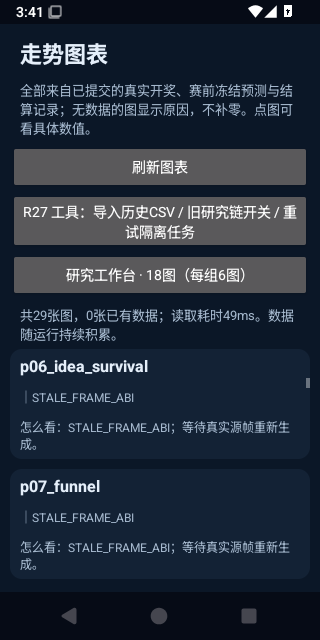 3:41
走势图表
全部来自已提交的真实开奖、赛前冻结预测与结
算记录；无数据的图显示原因，不补零。点图可
看具体数值。
刷新图表
R27 工具：导入历史CSV / 旧研究链开关 / 重
试隔离任务
研究工作台 · 18图（每组6图）
共29张图，0张已有数据；读取耗时49ms。数据
随运行持续积累。
p06_idea_survival
STALE_FRAME_ABI
怎么看：STALE_FRAME_ABI；等待真实源帧重新生
成。
p07_funnel
STALE_FRAME_ABI
怎么看：STALE_FRAME_ABI；等待真实源帧重新生
成。